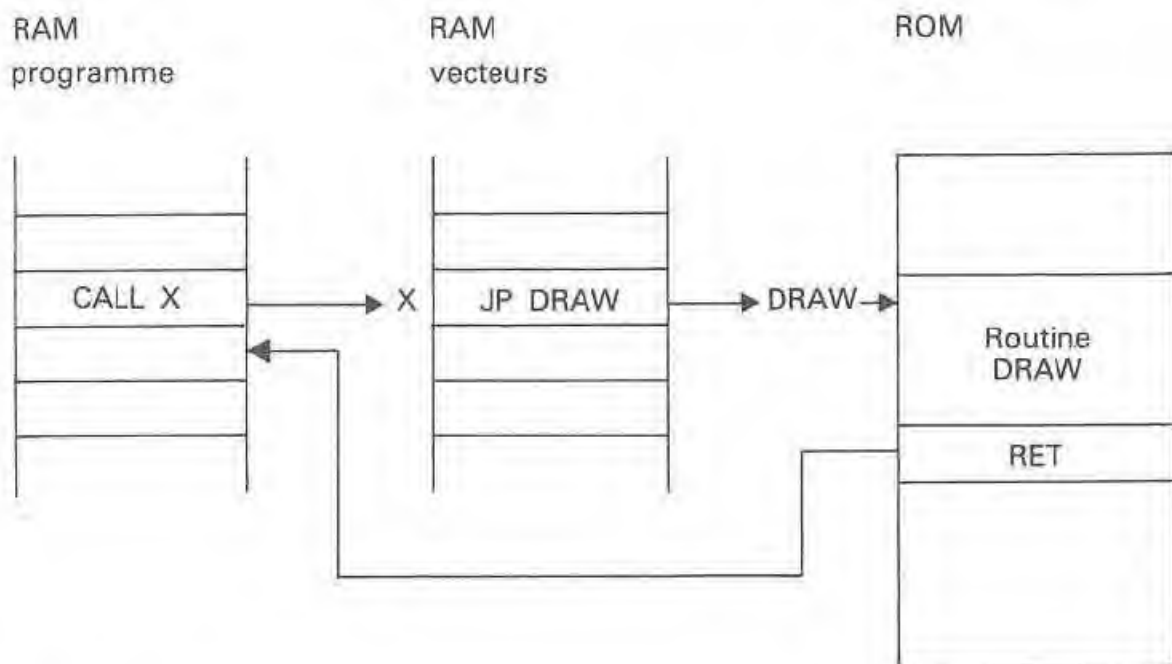 RAM
programme
RAM
vecteurs
ROM
CALL X
X
JP DRAW
DRAW
Routine
DRAW
RET